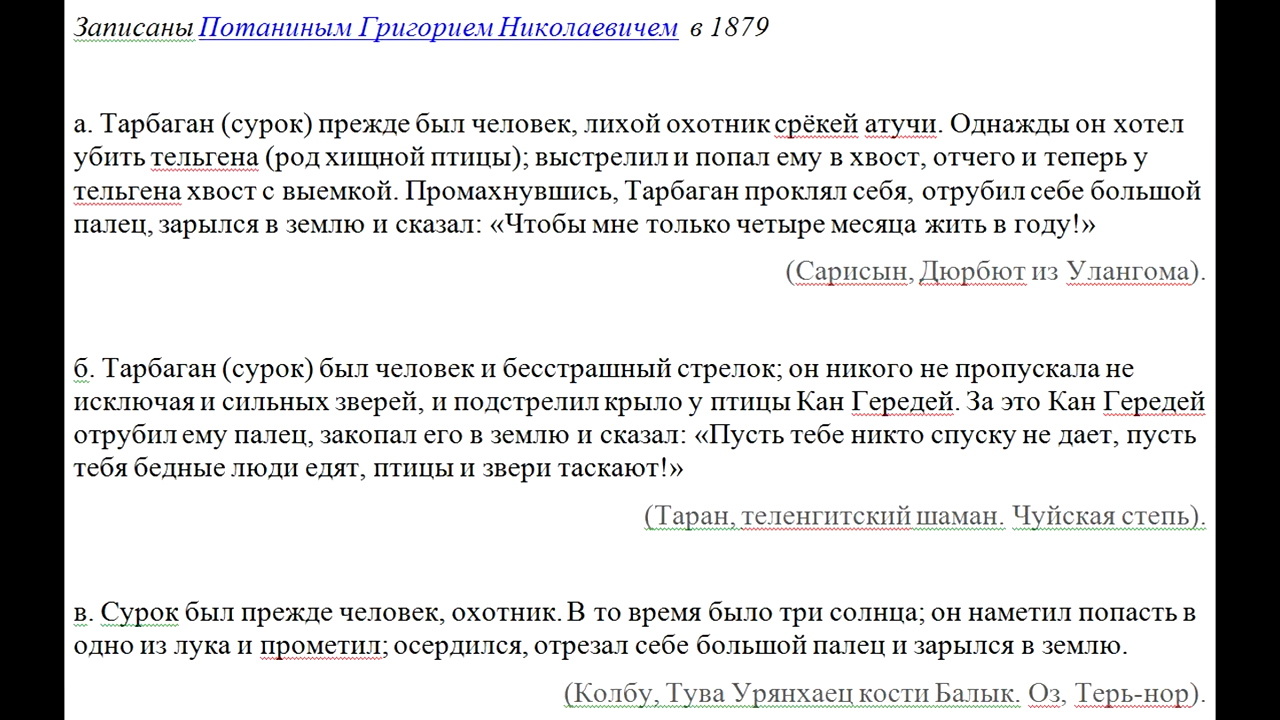 Записаны Потаниным Григорием Николаевичем в 1879
а. Тарбаган (сурок) прежде был человек, лихой охотник срёкей атучи. Однажды он хотел
убить тельгена (род хищной птицы); выстрелил и попал ему в хвост, отчего и теперь у
тельгена хвост с выемкой. Промахнувшись, Тарбаган проклял себя, отрубил себе большой
палец, зарылся в землю и сказал: «Чтобы мне только четыре месяца жить в году!»
(Сарисын, Дюрбют из Улангома).
б. Тарбаган (сурок) был человек и бесстрашный стрелок; он никого не пропускала не
исключая и сильных зверей, и подстрелил крыло у птицы Кан Гередей. За это Кан Гередей
отрубил ему палец, закопал его в землю и сказал: «Пусть тебе никто спуску не дает, пусть
тебя бедные люди едят, птицы и звери таскают!»
(Таран, теленгитский шаман. Чуйская степь).
в. Сурок был прежде человек, охотник. В то время было три солнца; он наметил попасть в
одно из лука и прометил; осердился, отрезал себе большой палец и зарылся в землю.
(Колбу, Тува Урянхаец кости Балык. Оз, Терь-нор).